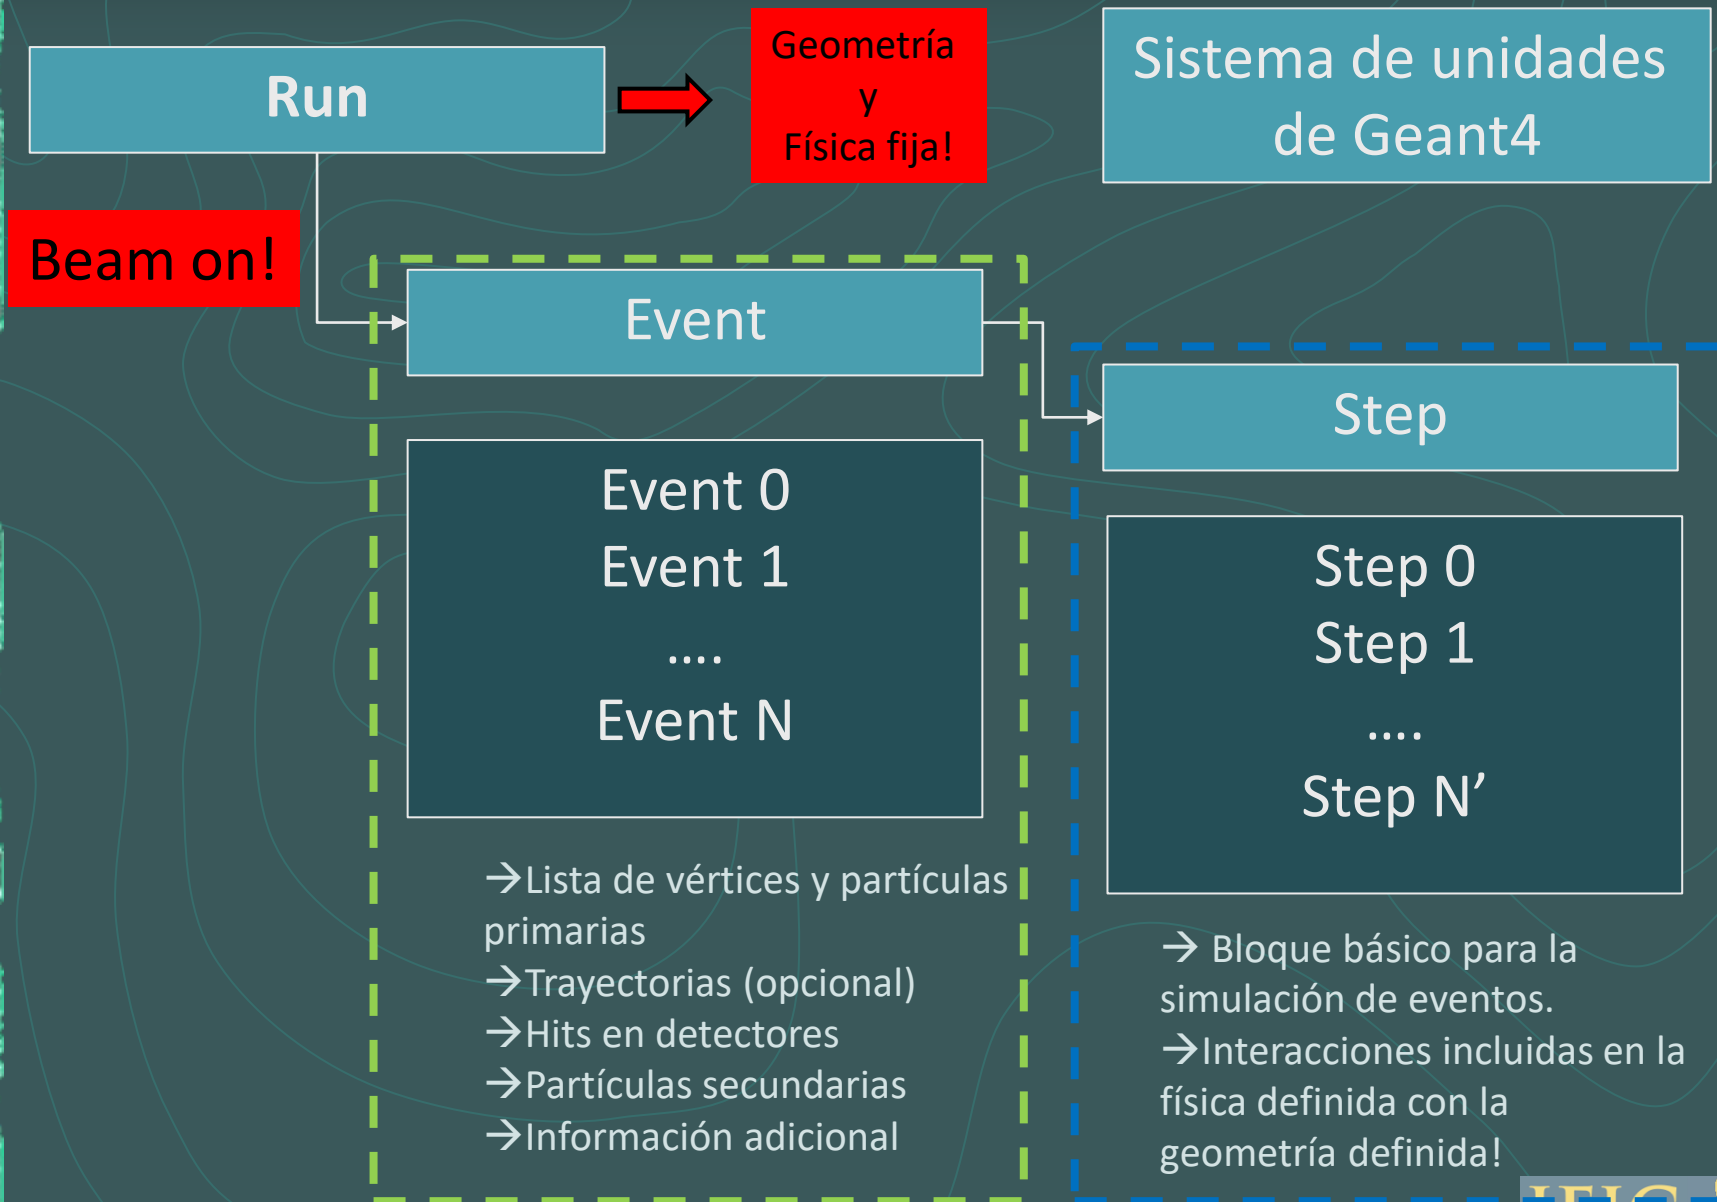 Run
Geometría
y
Física fija!
Sistema de unidades
de Geant4
Beam on!
Event
Event 0
Event 1
....
Event N
→Lista de vértices y partículas
primarias
→Trayectorias (opcional)
→Hits en detectores
→Partículas secundarias
→Información adicional
Step
Step 0
Step 1
....
Step N’
→ Bloque básico para la
simulación de eventos.
→Interacciones incluidas en la
física definida con la
geometría definida!